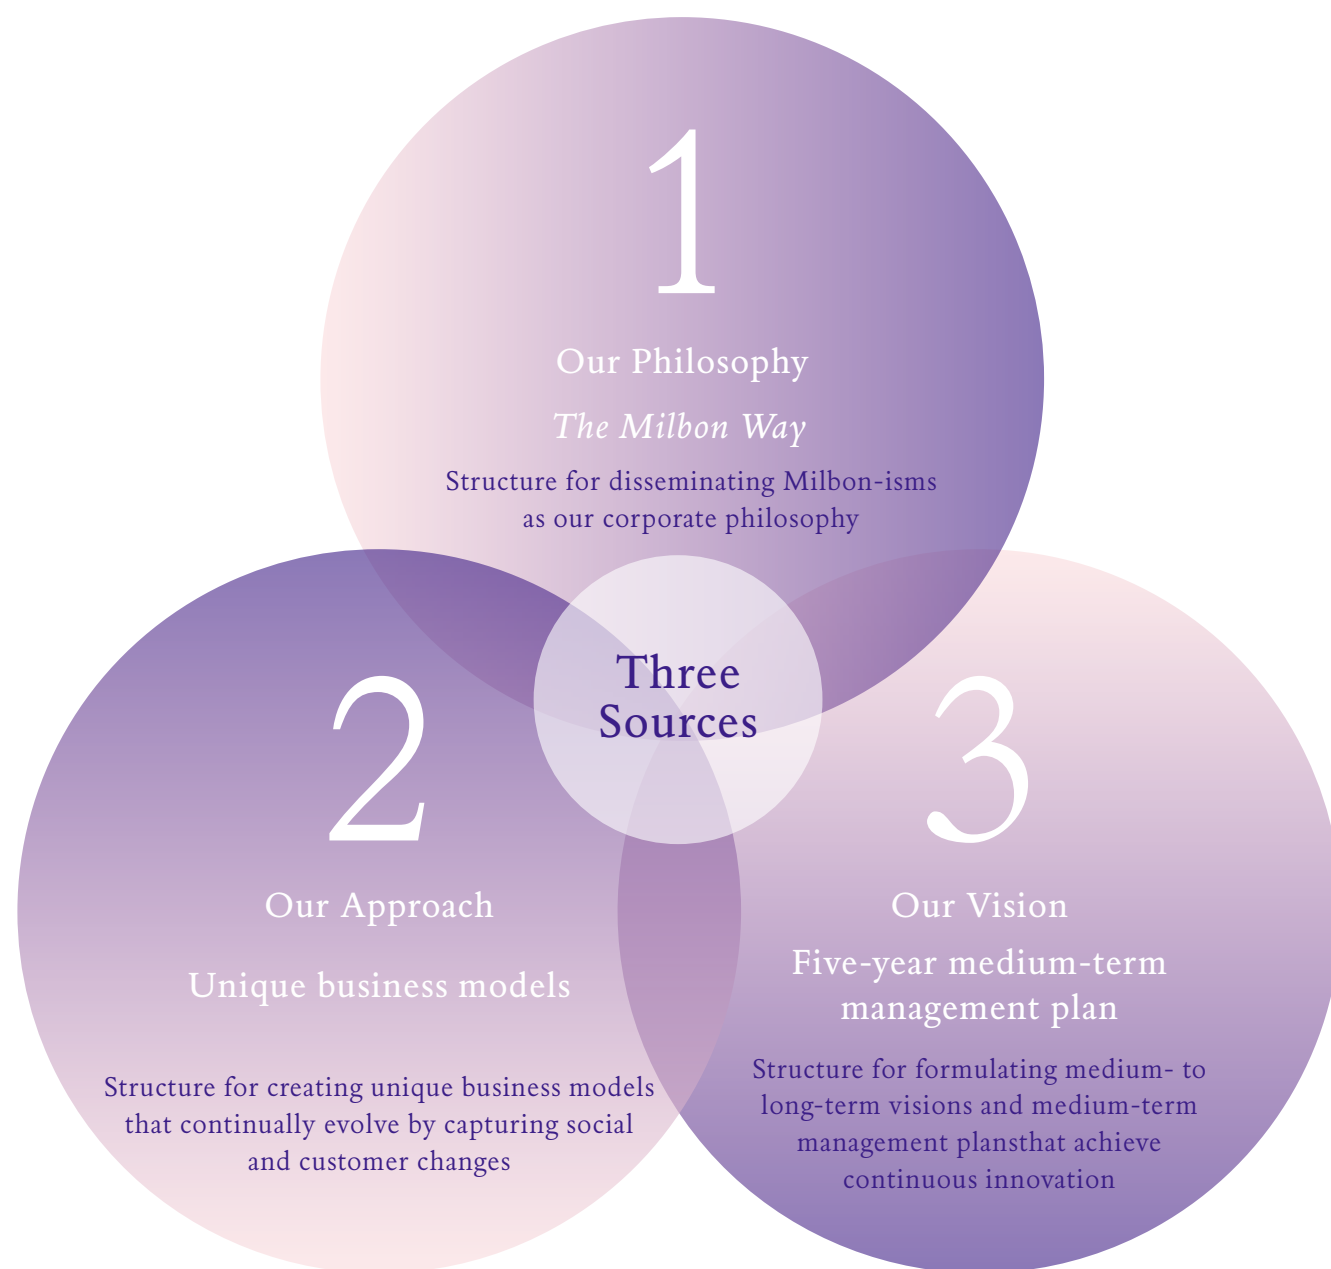 1
Our Philosophy
The Milbon Way
Structure for disseminating Milbon-isms
as our corporate philosophy
Three
Sources
2
Our Approach
Unique business models
Structure for creating unique business models
that continually evolve by capturing social
and customer changes
3
Our Vision
Five-year medium-term
management plan
Structure for formulating medium- to
long-term visions and medium-term
management plansthat achieve
continuous innovation